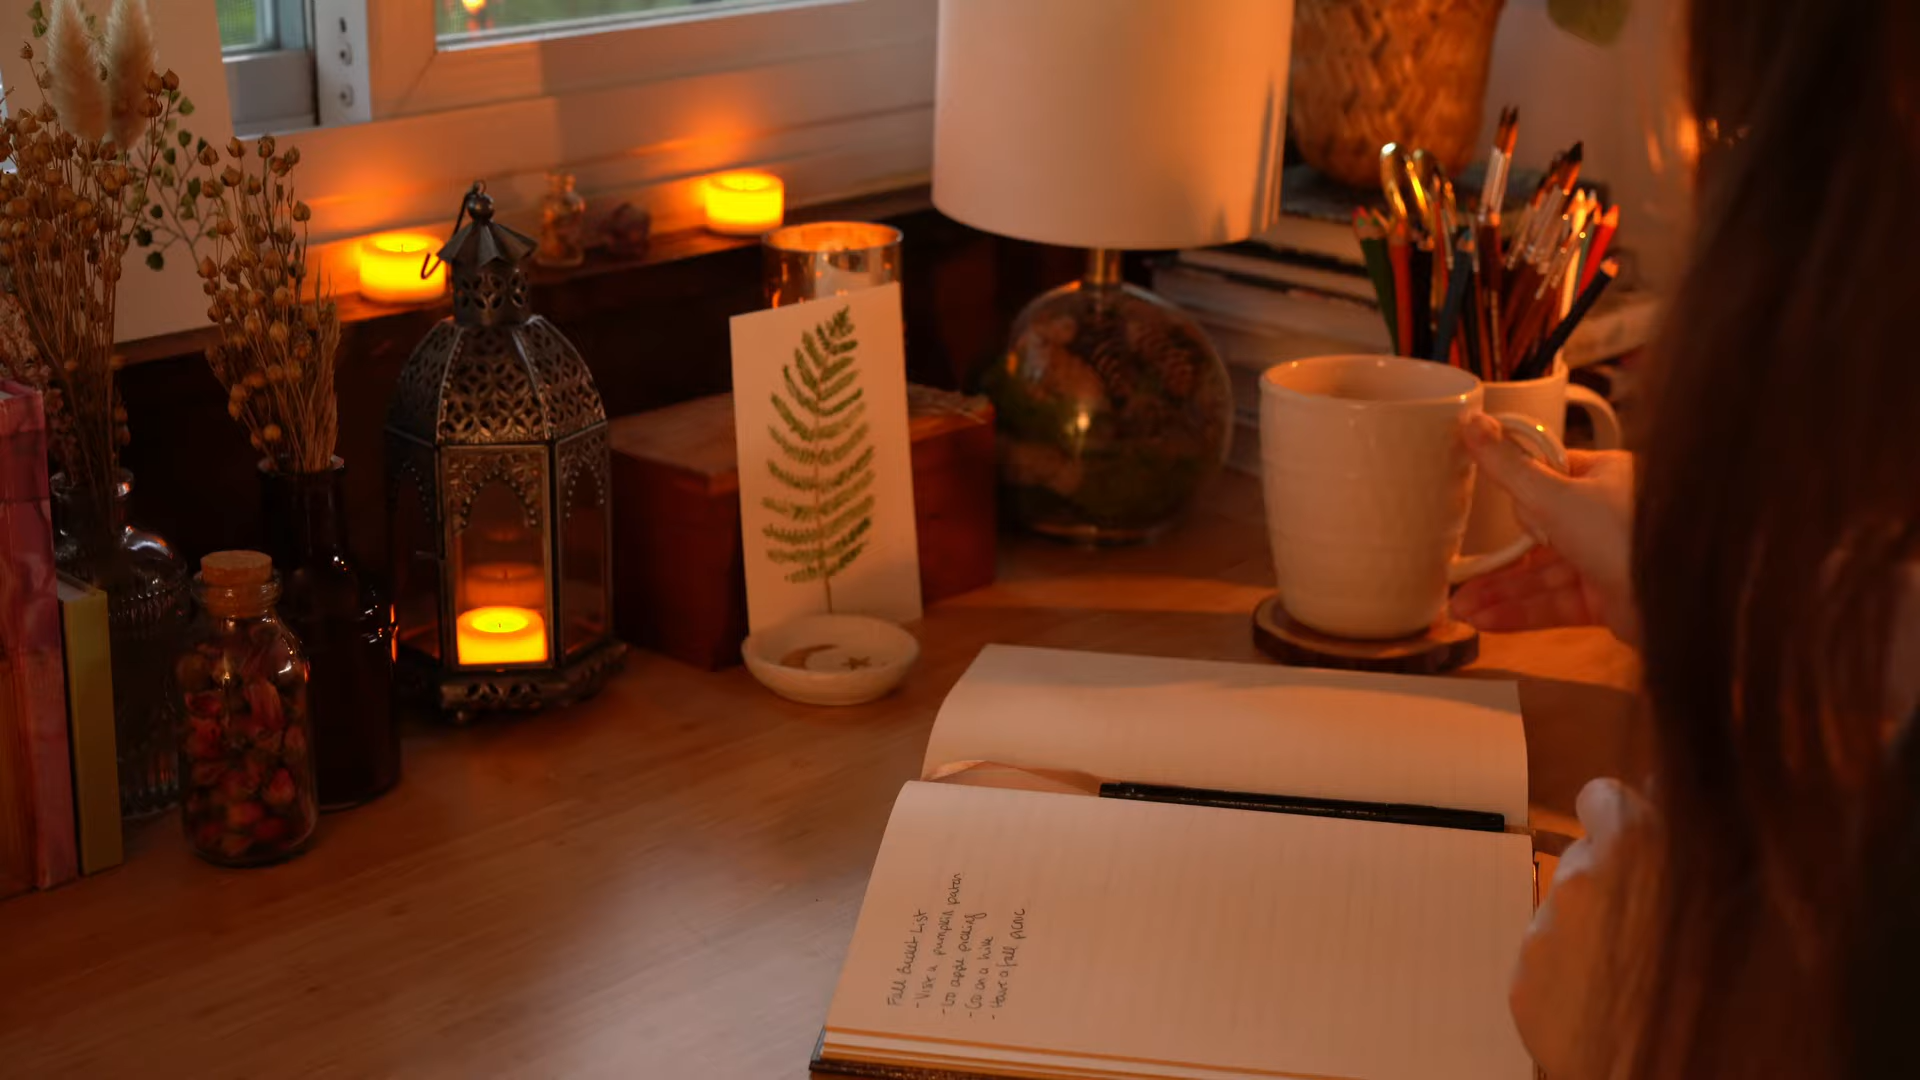 Fall Bucket List
- Visit a pumpkin patch
- Go apple picking
- Go on a hike
- Have a fall picnic